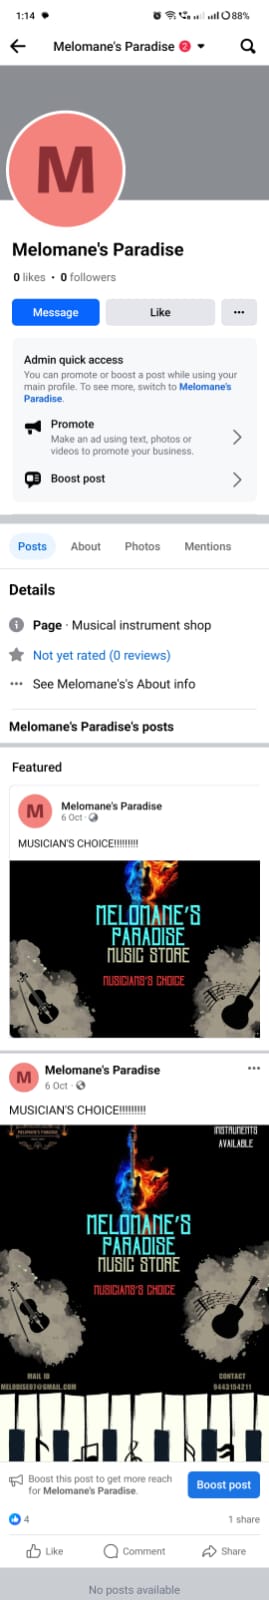 1:14
88%
Melomane's Paradise 2
M
Melomane's Paradise
0 likes • 0 followers
Message
Like
Admin quick access
You can promote or boost a post while using your
main profile. To see more, switch to Melomane's
Paradise.
Promote
Make an ad using text, photos or
videos to promote your business.
Boost post
Posts
About
Photos
Mentions
Details
Page · Musical instrument shop
Not yet rated (0 reviews)
See Melomane's's About info
Melomane's Paradise's posts
Featured
M
Melomane's Paradise
6 Oct ·
MUSICIAN'S CHOICE!!!!!!!!!
MELOMANE'S
PARADISE
MUSIC STORE
MUSICIANS'S CHOICE
M
Melomane's Paradise
6 Oct ·
MUSICIAN'S CHOICE!!!!!!!!!
MELOMANE'S PARADISE
INSTRUMENTS
AVAILABLE
MELOMANE'S
PARADISE
MUSIC STORE
MUSICIANS'S CHOICE
MAIL ID
CONTACT
9443154211
Boost this post to get more reach
for Melomane's Paradise.
Boost post
4
1 share
Like
Comment
Share
No posts available